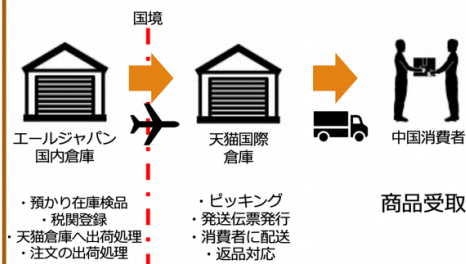 国境
エールジャパン
国内倉庫
天猫国際
倉庫
中国消費者
・預かり在庫検品
・税関登録
・天猫倉庫へ出荷処理
・注文の出荷処理
・ピッキング
・発送伝票発行
・消費者に配送
・返品対応
商品受取